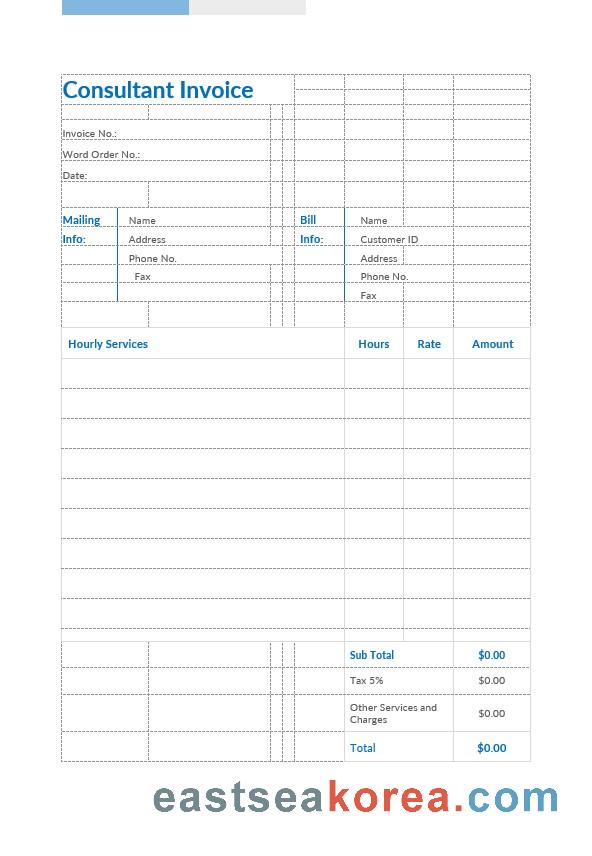 Consultant Invoice
Invoice No.:
Word Order No.:
Date:
Mailing Info:
Name
Address
Phone No.
Fax
Bill Info:
Name
Customer ID
Address
Phone No.
Fax
Hourly Services Hours Rate Amount
Sub Total $0.00
Tax 5% $0.00
Other Services and
Charges $0.00
Total $0.00
eastseakorea.com